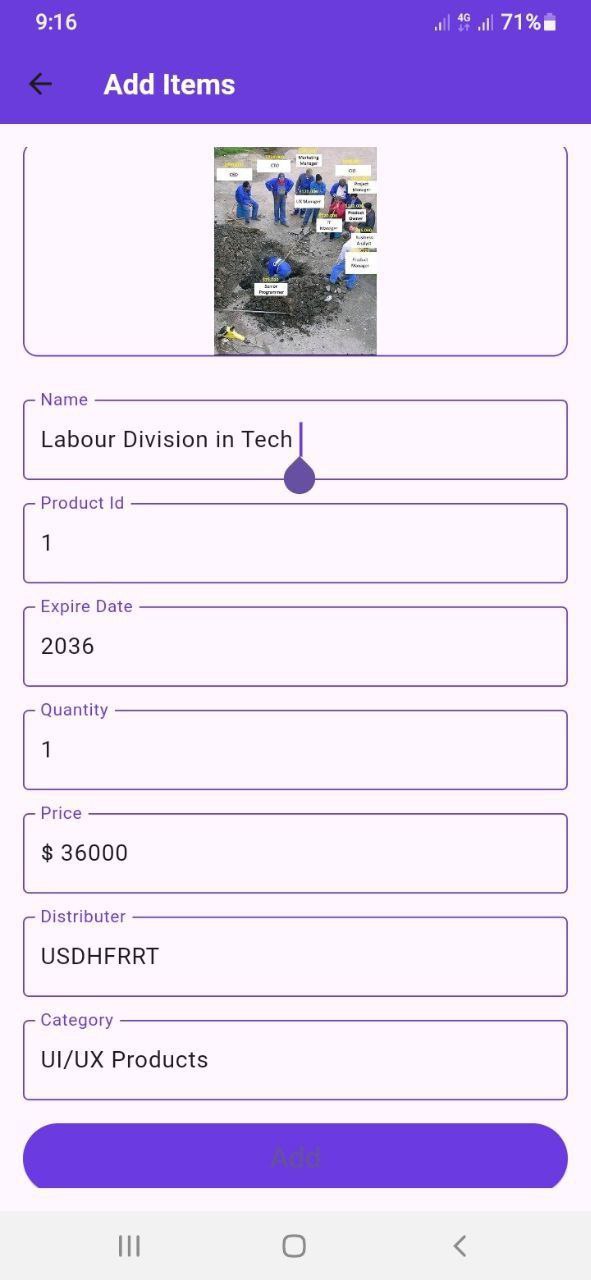 9:16
4G
71%
Add Items
Marketing
Manager
CTO
CEO
Project
Manager
UX Manager
Product
Owner
IT
Manager
Business
Analyst
Product
Manager
Programmer
Name
Labour Division in Tech
Product Id
1
Expire Date
2036
Quantity
1
Price
$ 36000
Distributer
USDHFRRT
Category
UI/UX Products
Add